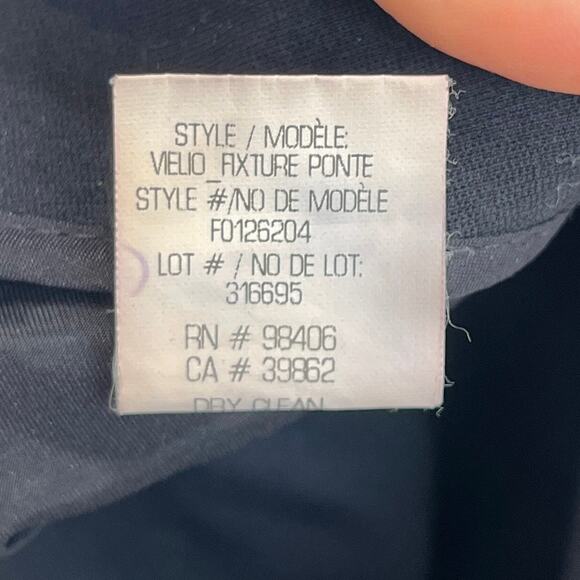 STYLE / MODÈLE:
VIELIO_FIXTURE PONTE
STYLE #/NO DE MODÈLE
F0126204
LOT # / NO DE LOT:
316695
RN # 98406
CA # 39862
DRY CLEAN